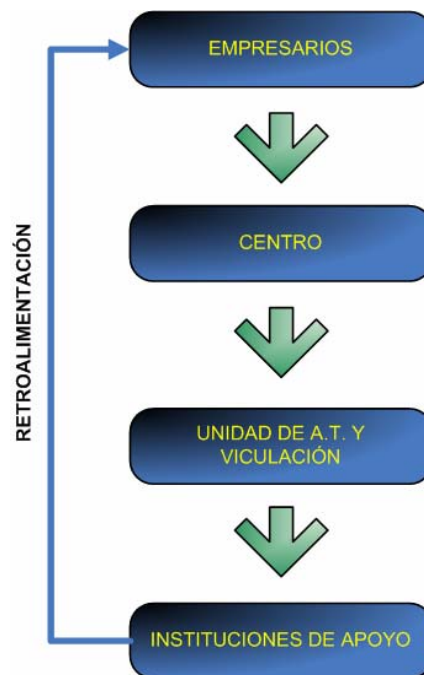 EMPRESARIOS
CENTRO
RETROALIMENTACIÓN
UNIDAD DE A.T. Y
VICULACIÓN
INSTITUCIONES DE APOYO